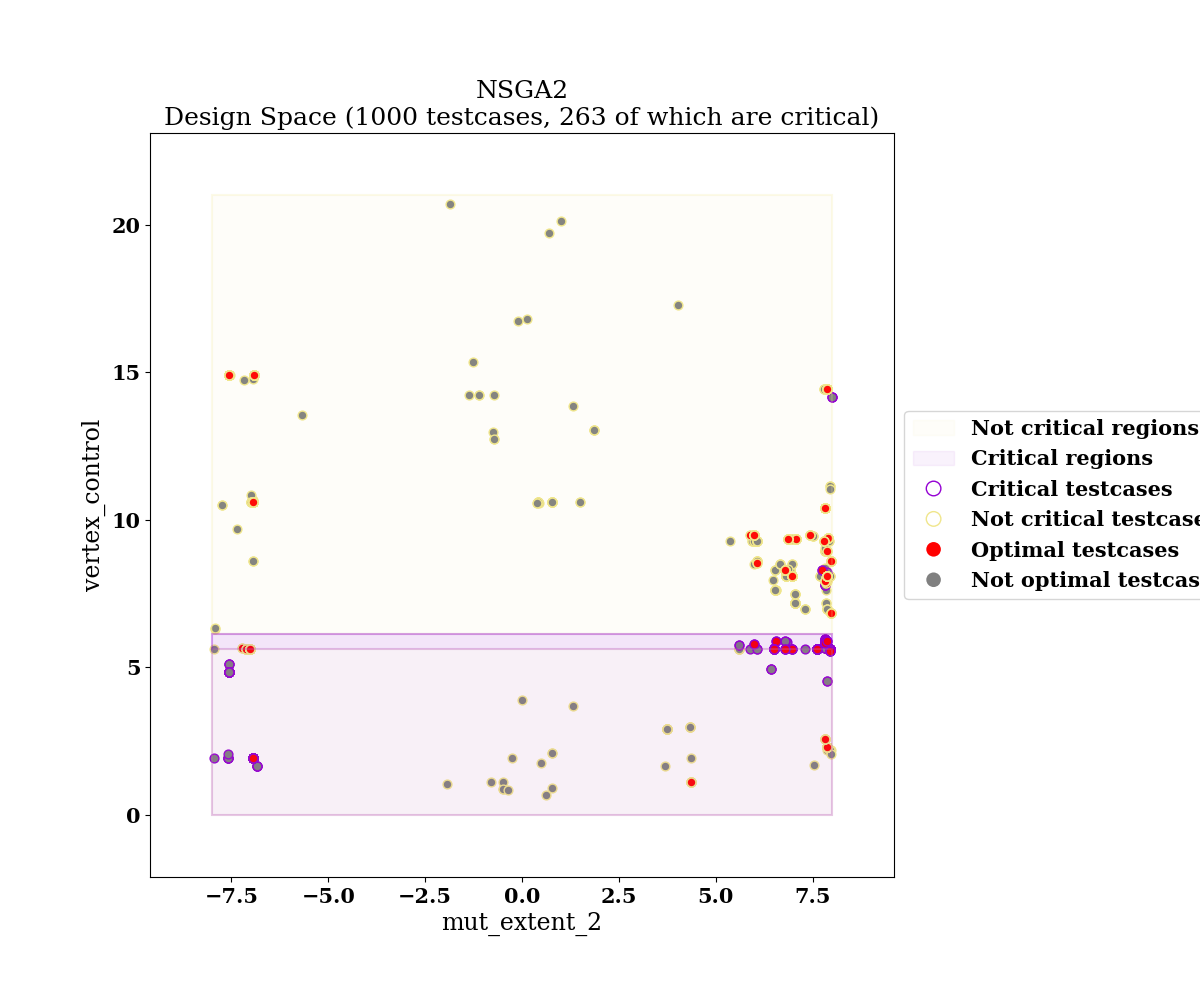 NSGA2
Design Space (1000 testcases, 263 of which are critical)
20
15
10
5
0
vertex_control
−7.5
−5.0
−2.5
0.0
2.5
5.0
7.5
mut_extent_2
Not critical regions
Critical regions
Critical testcases
Not critical testcase
Optimal testcases
Not optimal testcas